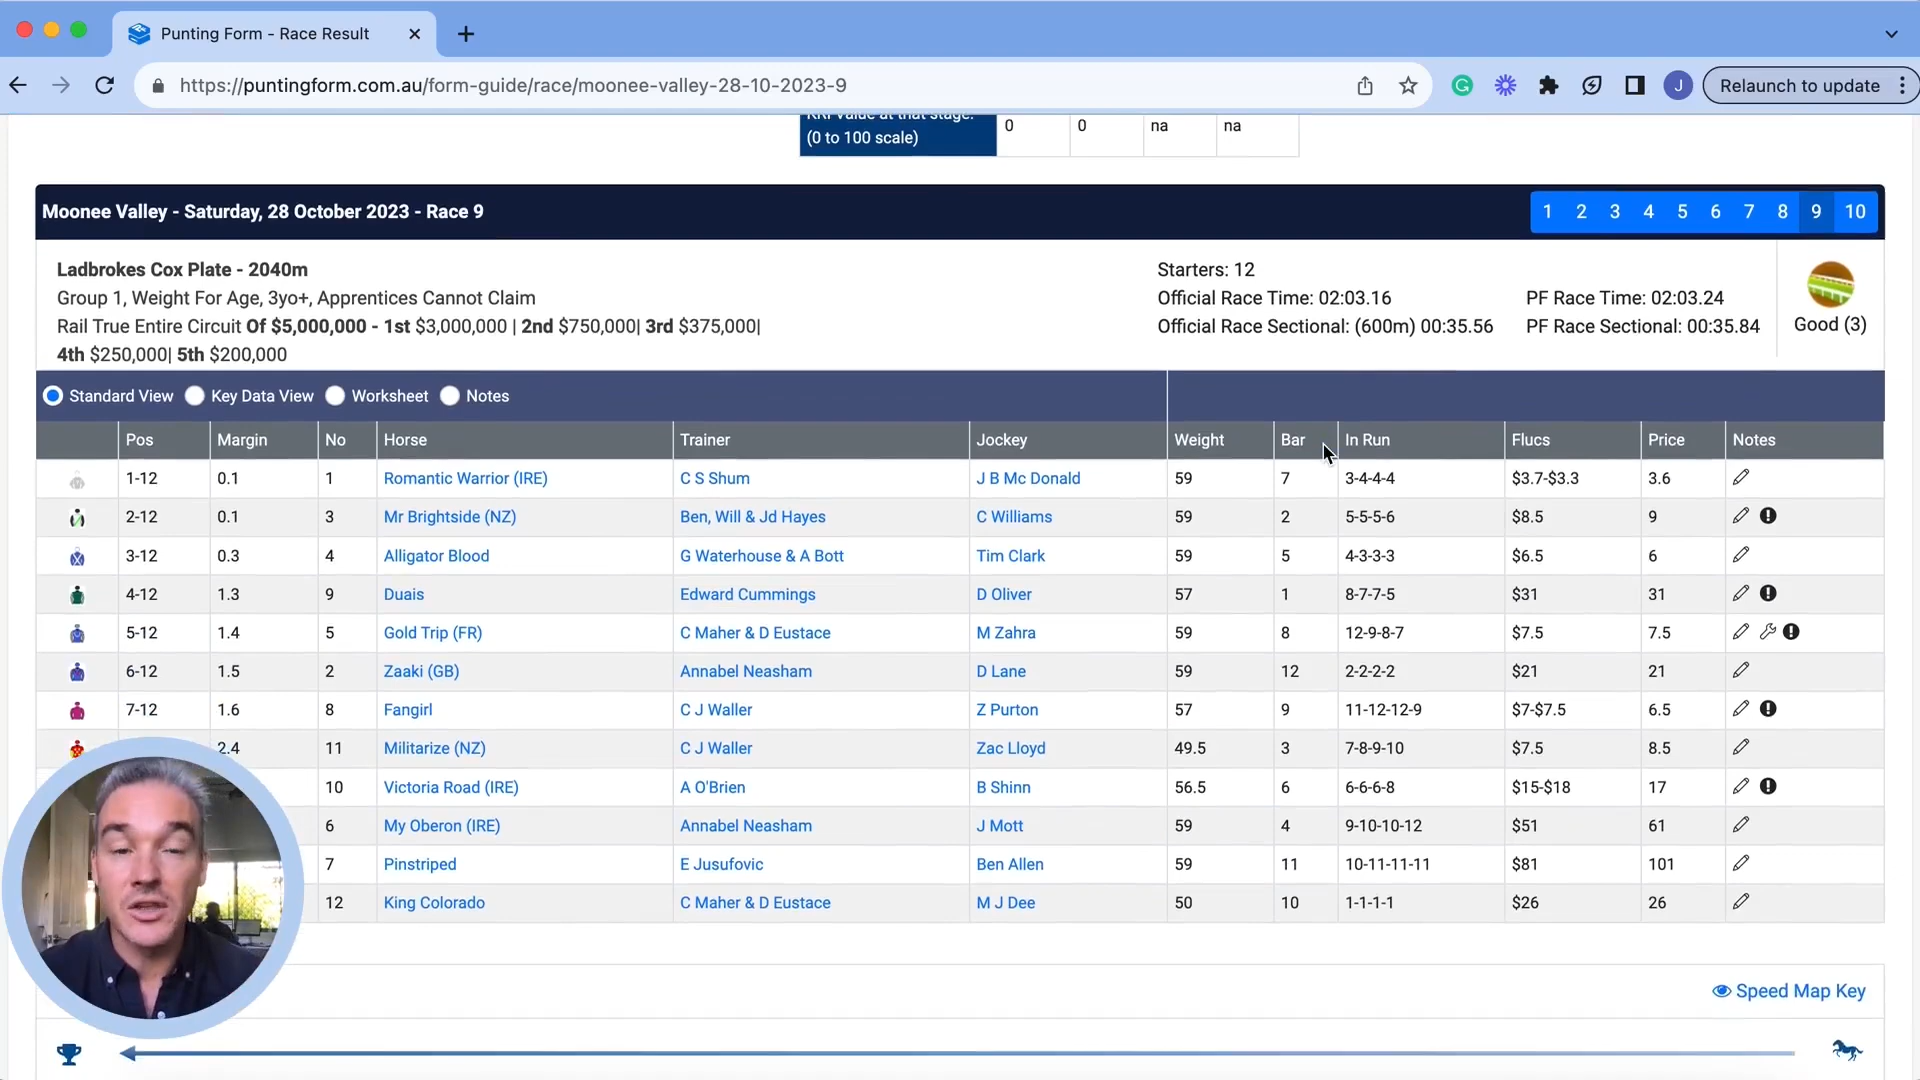 Punting Form - Race Result
https://puntingform.com.au/form-guide/race/moonee-valley-28-10-2023-9
J
Relaunch to update
RRF value at that stage.
(0 to 100 scale) 0 0 na na
Moonee Valley - Saturday, 28 October 2023 - Race 9 1 2 3 4 5 6 7 8 9 10
Ladbrokes Cox Plate - 2040m Starters: 12
Group 1, Weight For Age, 3yo+, Apprentices Cannot Claim Official Race Time: 02:03.16 PF Race Time: 02:03.24
Rail True Entire Circuit Of $5,000,000 - 1st $3,000,000 | 2nd $750,000| 3rd $375,000| Official Race Sectional: (600m) 00:35.56 PF Race Sectional: 00:35.84 Good (3)
4th $250,000| 5th $200,000
Standard View Key Data View Worksheet Notes
Pos Margin No Horse Trainer Jockey Weight Bar In Run Flucs Price Notes
1-12 0.1 1 Romantic Warrior (IRE) C S Shum J B Mc Donald 59 7 3-4-4-4 $3.7-$3.3 3.6
2-12 0.1 3 Mr Brightside (NZ) Ben, Will & Jd Hayes C Williams 59 2 5-5-5-6 $8.5 9
3-12 0.3 4 Alligator Blood G Waterhouse & A Bott Tim Clark 59 5 4-3-3-3 $6.5 6
4-12 1.3 9 Duais Edward Cummings D Oliver 57 1 8-7-7-5 $31 31
5-12 1.4 5 Gold Trip (FR) C Maher & D Eustace M Zahra 59 8 12-9-8-7 $7.5 7.5
6-12 1.5 2 Zaaki (GB) Annabel Neasham D Lane 59 12 2-2-2-2 $21 21
7-12 1.6 8 Fangirl C J Waller Z Purton 57 9 11-12-12-9 $7-$7.5 6.5
2.4 11 Militarize (NZ) C J Waller Zac Lloyd 49.5 3 7-8-9-10 $7.5 8.5
10 Victoria Road (IRE) A O'Brien B Shinn 56.5 6 6-6-6-8 $15-$18 17
6 My Oberon (IRE) Annabel Neasham J Mott 59 4 9-10-10-12 $51 61
7 Pinstriped E Jusufovic Ben Allen 59 11 10-11-11-11 $81 101
12 King Colorado C Maher & D Eustace M J Dee 50 10 1-1-1-1 $26 26
Speed Map Key